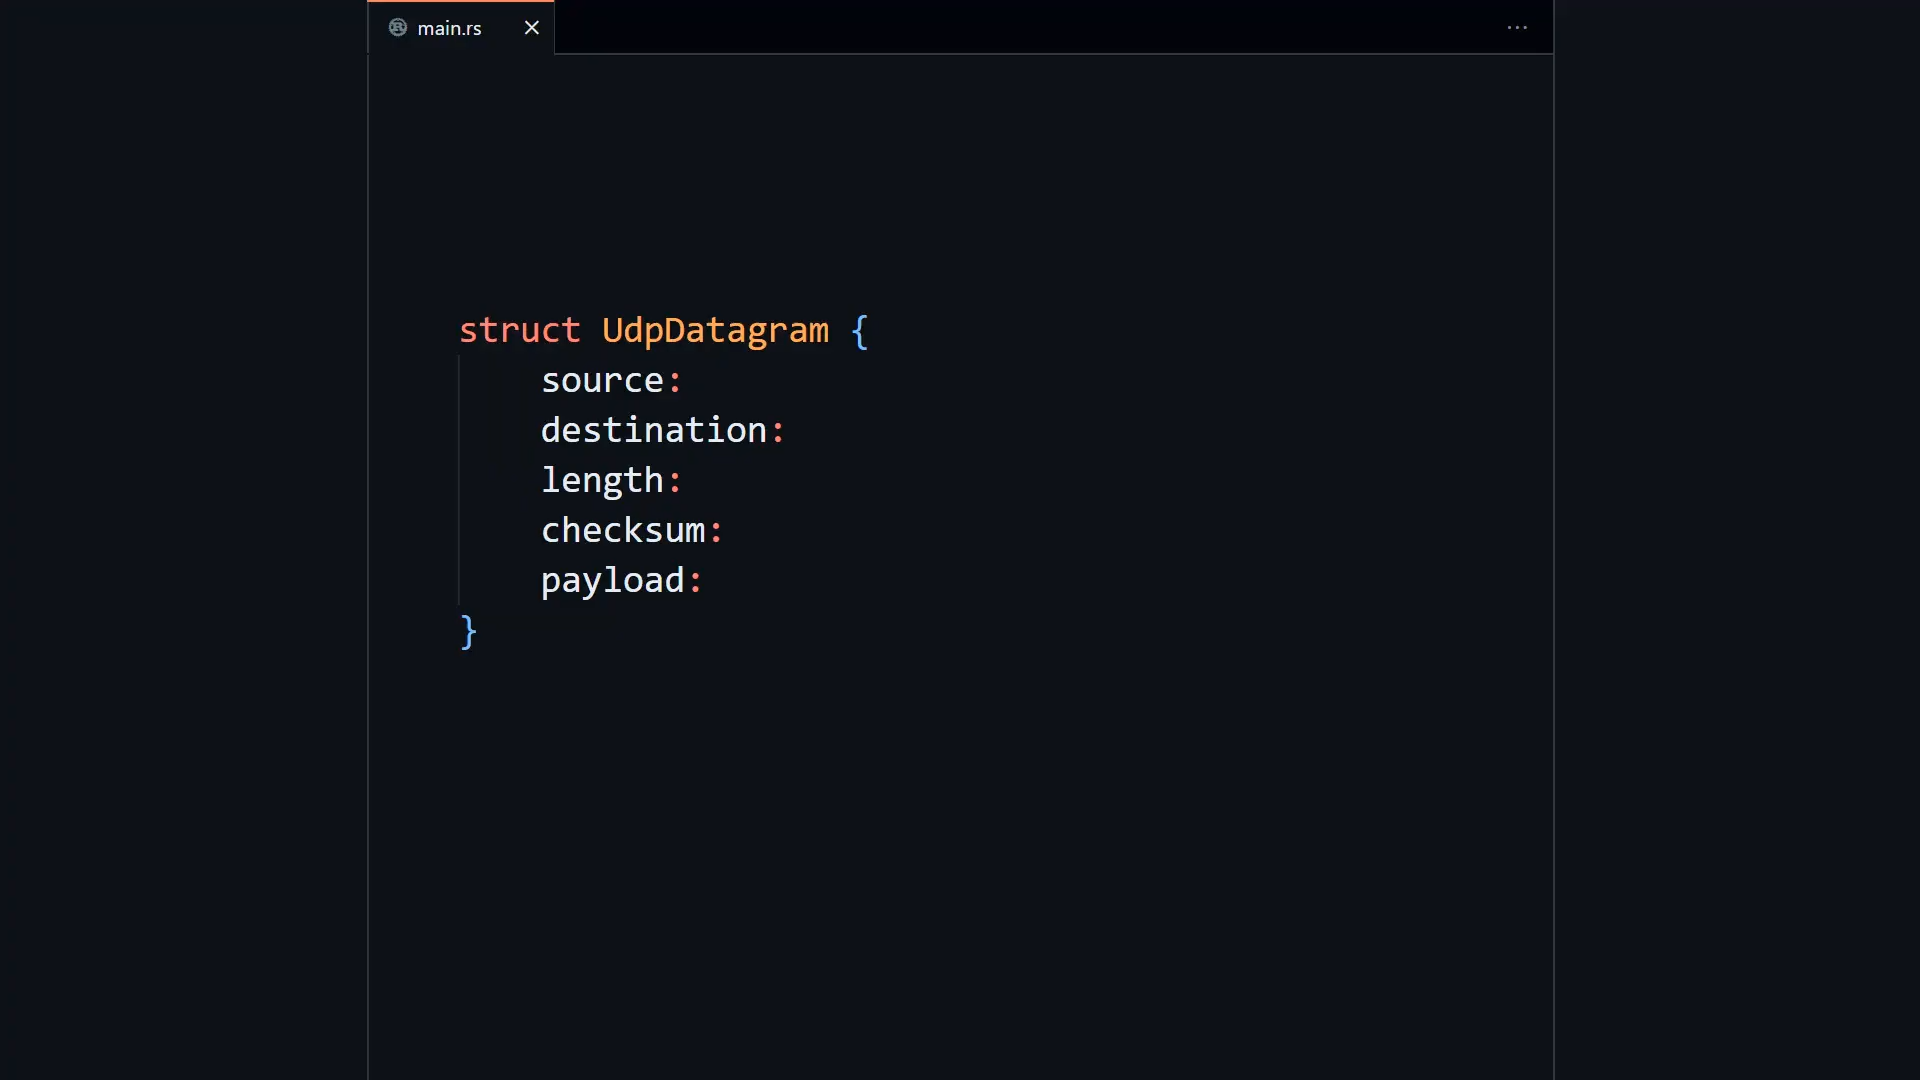 main.rs
struct UdpDatagram {
    source:
    destination:
    length:
    checksum:
    payload:
}